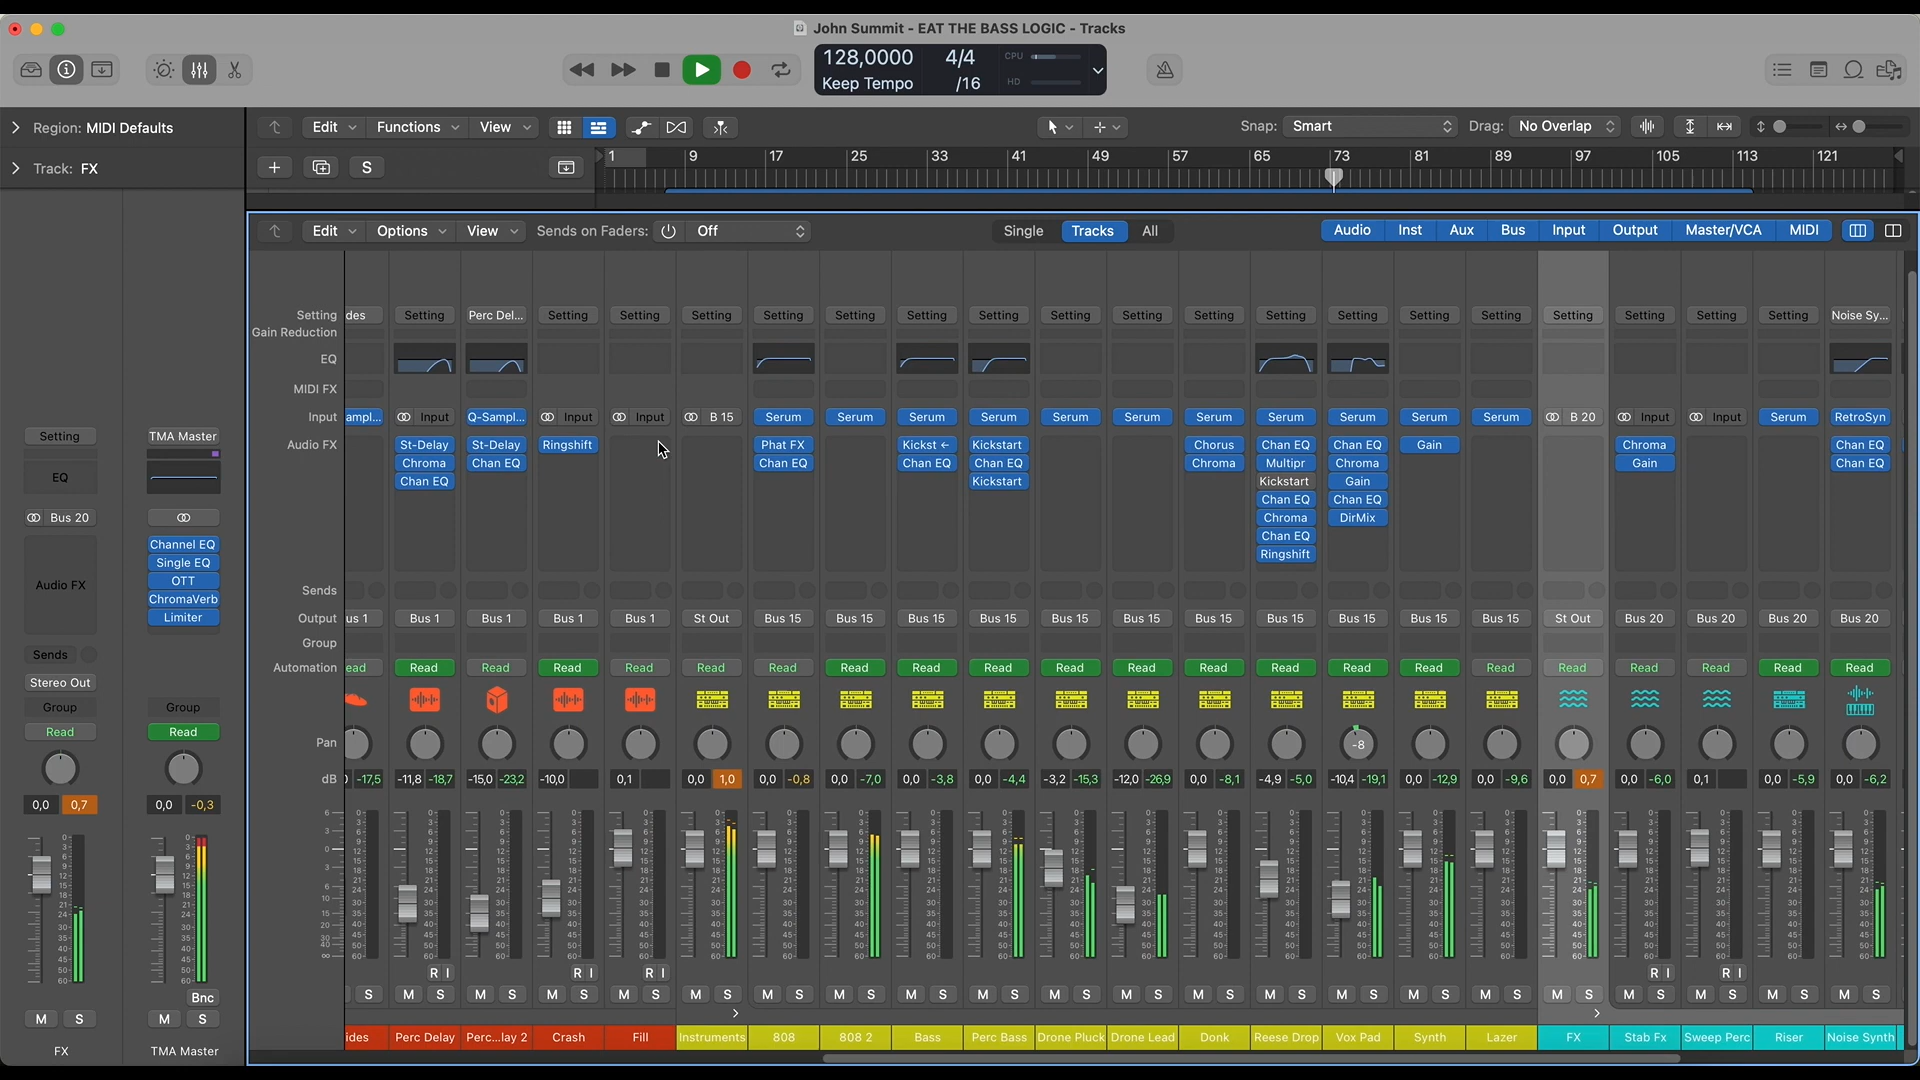 John Summit - EAT THE BASS LOGIC - Tracks
128,0000 4/4 CPU
Keep Tempo /16 HD
Region: MIDI Defaults
Edit Functions View Snap: Smart Drag: No Overlap
Track: FX
S
1 9 17 25 33 41 49 57 65 73 81 89 97 105 113 121
Edit Options View Sends on Faders: Off Single Tracks All Audio Inst Aux Bus Input Output Master/VCA MIDI
Setting des Setting Perc Del... Setting Setting Setting Setting Setting Setting Setting Setting Setting Setting Setting Setting Setting Setting Setting Setting Setting Setting Noise Sy...
Gain Reduction
EQ
MIDI FX
Input ampl... Input Q-Sampl... Input Input B 15 Serum Serum Serum Serum Serum Serum Serum Serum Serum Serum Serum B 20 Input Input Serum RetroSyn
Audio FX St-Delay St-Delay Ringshift Phat FX Kickst ← Kickstart Chorus Chan EQ Chan EQ Gain Chroma Chan EQ
Chroma Chan EQ Chan EQ Chan EQ Chan EQ Chroma Multipr Chroma Gain Chan EQ
Chan EQ Kickstart Kickstart Gain
Chan EQ Chan EQ
Chroma DirMix
Chan EQ
Ringshift
Sends
Output us 1 Bus 1 Bus 1 Bus 1 Bus 1 St Out Bus 15 Bus 15 Bus 15 Bus 15 Bus 15 Bus 15 Bus 15 Bus 15 Bus 15 Bus 15 Bus 15 St Out Bus 20 Bus 20 Bus 20 Bus 20
Group
Automation ead Read Read Read Read Read Read Read Read Read Read Read Read Read Read Read Read Read Read Read Read Read
Pan -8
dB 0 -17,5 -11,8 -18,7 -15,0 -23,2 -10,0 0,1 0,0 1,0 0,0 -0,8 0,0 -7,0 0,0 -3,8 0,0 -4,4 -3,2 -15,3 -12,0 -26,9 0,0 -8,1 -4,9 -5,0 -10,4 -19,1 0,0 -12,9 0,0 -9,6 0,0 0,7 0,0 -6,0 0,1 0,0 -5,9 0,0 -6,2
R I R I R I R I R I
S M S M S M S M S M S M S M S M S M S M S M S M S M S M S M S M S M S M S M S M S M S
ides Perc Delay Perc...lay 2 Crash Fill Instruments 808 808 2 Bass Perc Bass Drone Pluck Drone Lead Donk Reese Drop Vox Pad Synth Lazer FX Stab Fx Sweep Perc Riser Noise Synth
Setting TMA Master
EQ
Bus 20
Audio FX
Channel EQ
Single EQ
OTT
ChromaVerb
Limiter
Sends
Stereo Out
Group Group
Read Read
0,0 0,7 0,0 -0,3
Bnc
M S M S
FX TMA Master